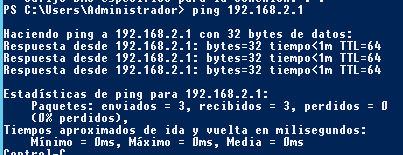 PS C:\Users\Administrador> ping 192.168.2.1
Haciendo ping a 192.168.2.1 con 32 bytes de datos:
Respuesta desde 192.168.2.1: bytes=32 tiempo<1m TTL=64
Respuesta desde 192.168.2.1: bytes=32 tiempo<1m TTL=64
Respuesta desde 192.168.2.1: bytes=32 tiempo<1m TTL=64
Estadísticas de ping para 192.168.2.1:
Paquetes: enviados = 3, recibidos = 3, perdidos = 0
(0% perdidos),
Tiempos aproximados de ida y vuelta en milisegundos:
Mínimo = 0ms, Máximo = 0ms, Media = 0ms
Control-C